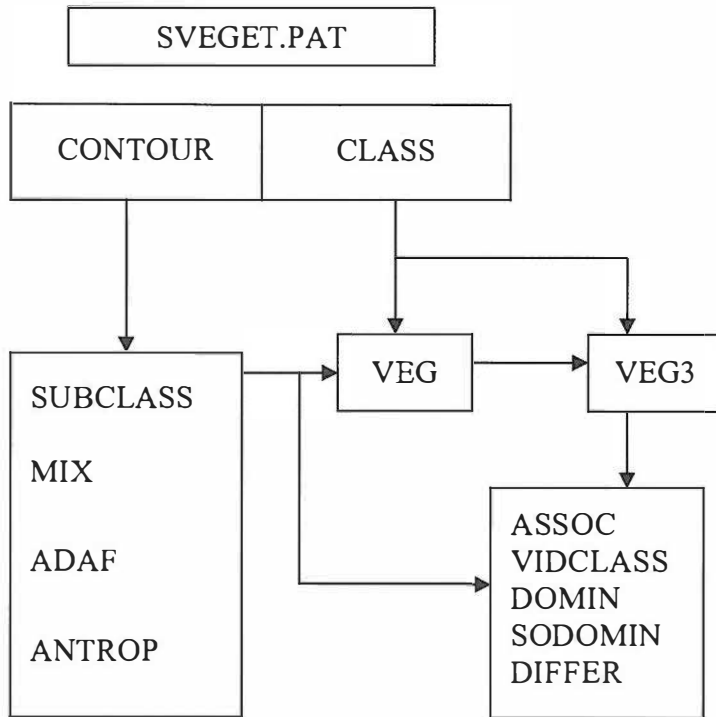 SVEGET.PAT
CONTOUR
CLASS
VEG
VEG3
SUBCLASS
MIX
ADAF
ANTROP
ASSOC
VIDCLASS
DOMIN
SODOMIN
DIFFER